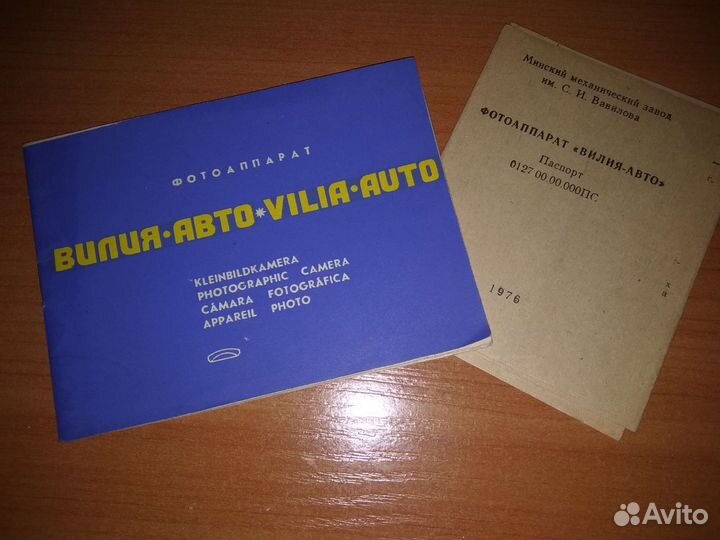 ФОТОАППАРАТ
ВИЛИЯ·АВТО*VILIA·AUTO
KLEINBILDKAMERA
PHOTOGRAPHIC CAMERA
CÁMARA FOTOGRÁFICA
APPAREIL PHOTO
Минский механический завод
им. С. И. Вавилова
ФОТОАППАРАТ «ВИЛИЯ-АВТО»
Паспорт
0127 00.00.000ПС
1976
Avito